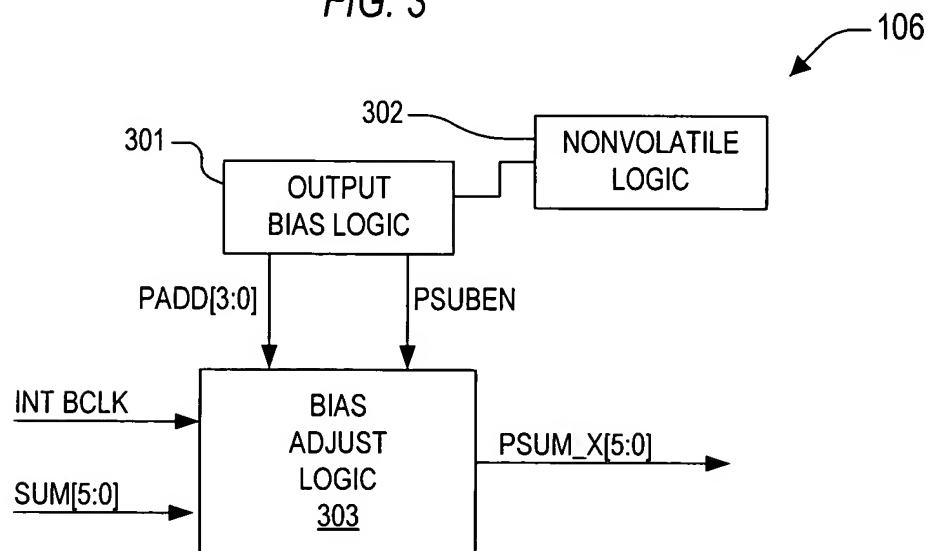 FIG. 3
106
302
NONVOLATILE
LOGIC
301
OUTPUT
BIAS LOGIC
PADD[3:0]
PSUBEN
INT BCLK
BIAS
ADJUST
LOGIC
303
PSUM_X[5:0]
SUM[5:0]